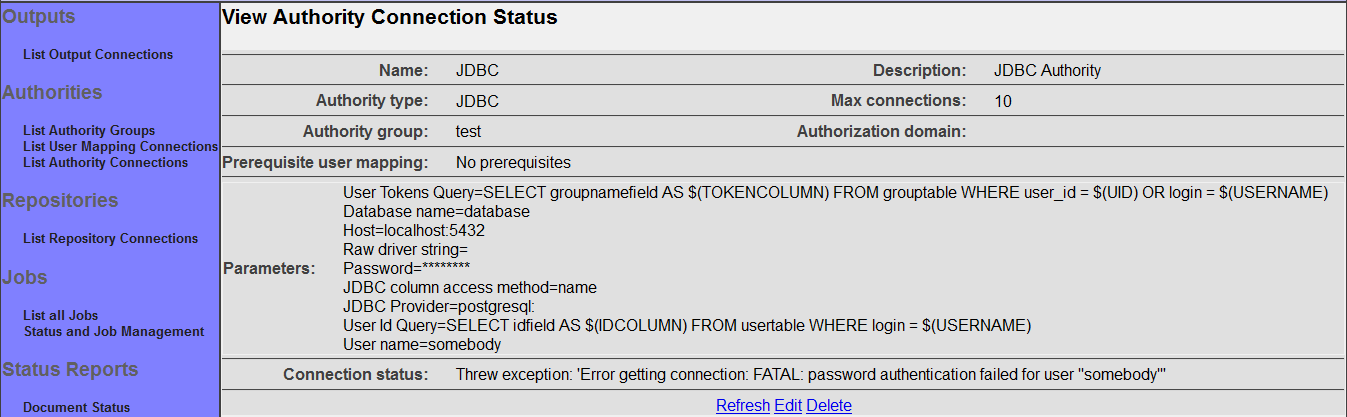 Outputs
List Output Connections
Authorities
List Authority Groups
List User Mapping Connections
List Authority Connections
Repositories
List Repository Connections
Jobs
List all Jobs
Status and Job Management
Status Reports
Document Status
View Authority Connection Status
Name: JDBC Description: JDBC Authority
Authority type: JDBC Max connections: 10
Authority group: test Authorization domain:
Prerequisite user mapping: No prerequisites
Parameters:
User Tokens Query=SELECT groupnamefield AS $(TOKENCOLUMN) FROM grouptable WHERE user_id = $(UID) OR login = $(USERNAME)
Database name=database
Host=localhost:5432
Raw driver string=
Password=********
JDBC column access method=name
JDBC Provider=postgresql:
User Id Query=SELECT idfield AS $(IDCOLUMN) FROM usertable WHERE login = $(USERNAME)
User name=somebody
Connection status: Threw exception: 'Error getting connection: FATAL: password authentication failed for user "somebody"'
Refresh Edit Delete